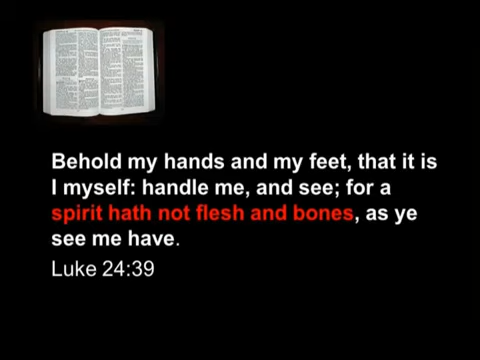 Behold my hands and my feet, that it is
I myself: handle me, and see; for a
spirit hath not flesh and bones, as ye
see me have.
Luke 24:39